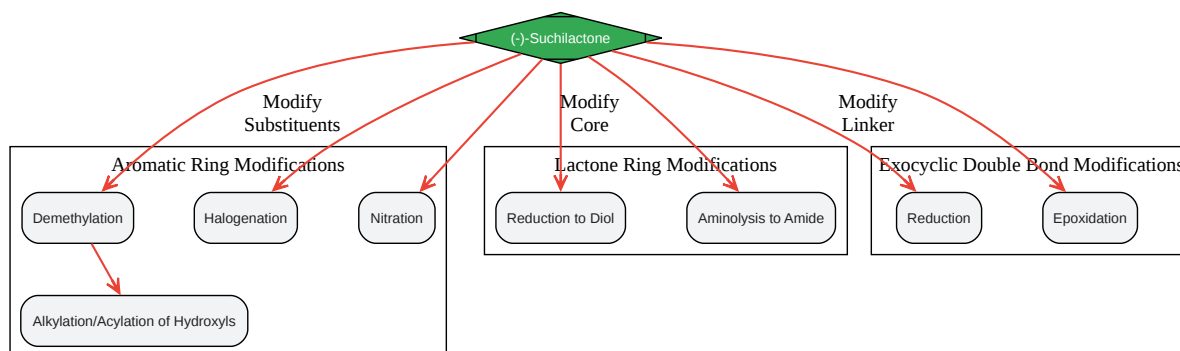 (-)-Suchilactone
Modify
Substituents
Modify
Core
Modify
Linker
Aromatic Ring Modifications
Lactone Ring Modifications
Exocyclic Double Bond Modifications
Demethylation
Halogenation
Nitration
Reduction to Diol
Aminolysis to Amide
Reduction
Epoxidation
Alkylation/Acylation of Hydroxyls